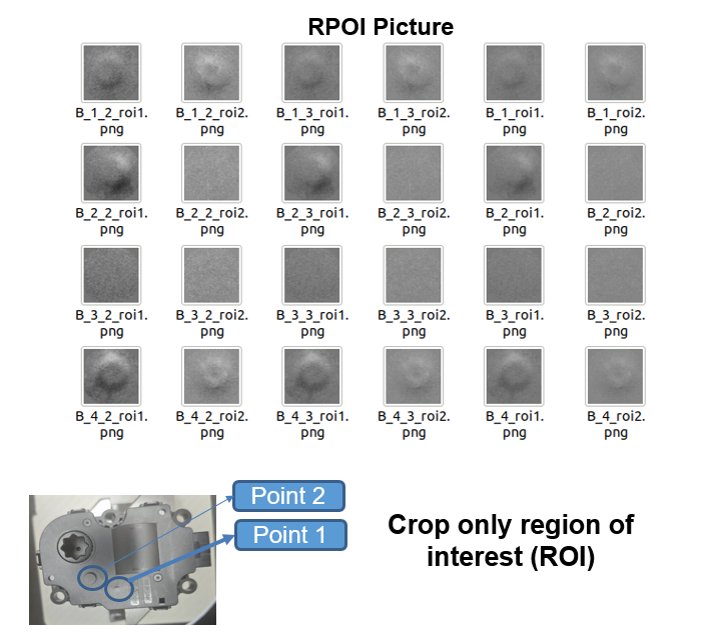 RPOI Picture
B_1_2_roi1. B_1_2_roi2. B_1_3_roi1. B_1_3_roi2. B_1_roi1. B_1_roi2.
png png png png png png
B_2_2_roi1. B_2_2_roi2. B_2_3_roi1. B_2_3_roi2. B_2_roi1. B_2_roi2.
png png png png png png
B_3_2_roi1. B_3_2_roi2. B_3_3_roi1. B_3_3_roi2. B_3_roi1. B_3_roi2.
png png png png png png
B_4_2_roi1. B_4_2_roi2. B_4_3_roi1. B_4_3_roi2. B_4_roi1. B_4_roi2.
png png png png png png
Point 2
Point 1
Crop only region of
interest (ROI)